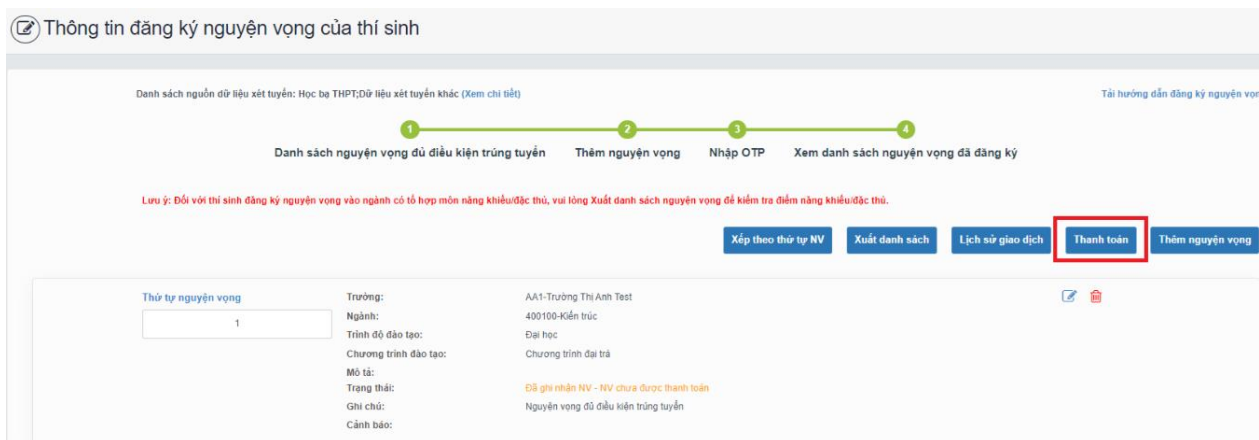 Thông tin đăng ký nguyện vọng của thí sinh
Danh sách nguồn dữ liệu xét tuyển: Học bạ THPT;Dữ liệu xét tuyển khác (Xem chi tiết)
Tải hướng dẫn đăng ký nguyện vọn
1 2 3 4
Danh sách nguyện vọng đủ điều kiện trúng tuyển Thêm nguyện vọng Nhập OTP Xem danh sách nguyện vọng đã đăng ký
Lưu ý: Đối với thí sinh đăng ký nguyện vọng vào ngành có tổ hợp môn năng khiếu/đặc thù, vui lòng Xuất danh sách nguyện vọng để kiểm tra điểm năng khiếu/đặc thù.
Xếp theo thứ tự NV Xuất danh sách Lịch sử giao dịch Thanh toán Thêm nguyện vọng
Thứ tự nguyện vọng
1
Trường: AA1-Trường Thị Anh Test
Ngành: 400100-Kiến trúc
Trình độ đào tạo: Đại học
Chương trình đào tạo: Chương trình đại trà
Mô tả:
Trạng thái: Đã ghi nhận NV - NV chưa được thanh toán
Ghi chú: Nguyện vọng đủ điều kiện trúng tuyển
Cảnh báo: